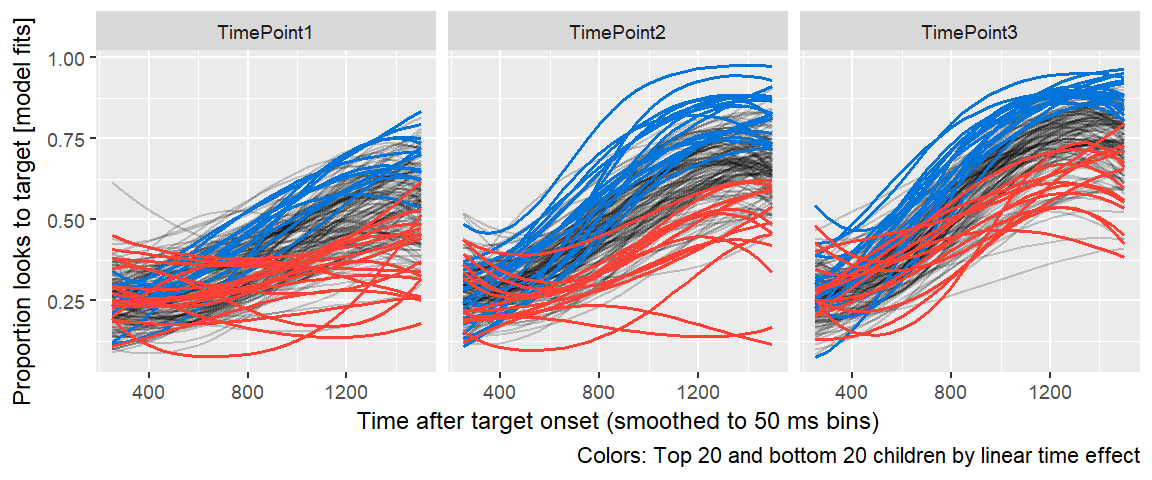 TimePoint1 TimePoint2 TimePoint3
Proportion looks to target [model fits]
1.00
0.75
0.50
0.25
400 800 1200 400 800 1200 400 800 1200
Time after target onset (smoothed to 50 ms bins)
Colors: Top 20 and bottom 20 children by linear time effect